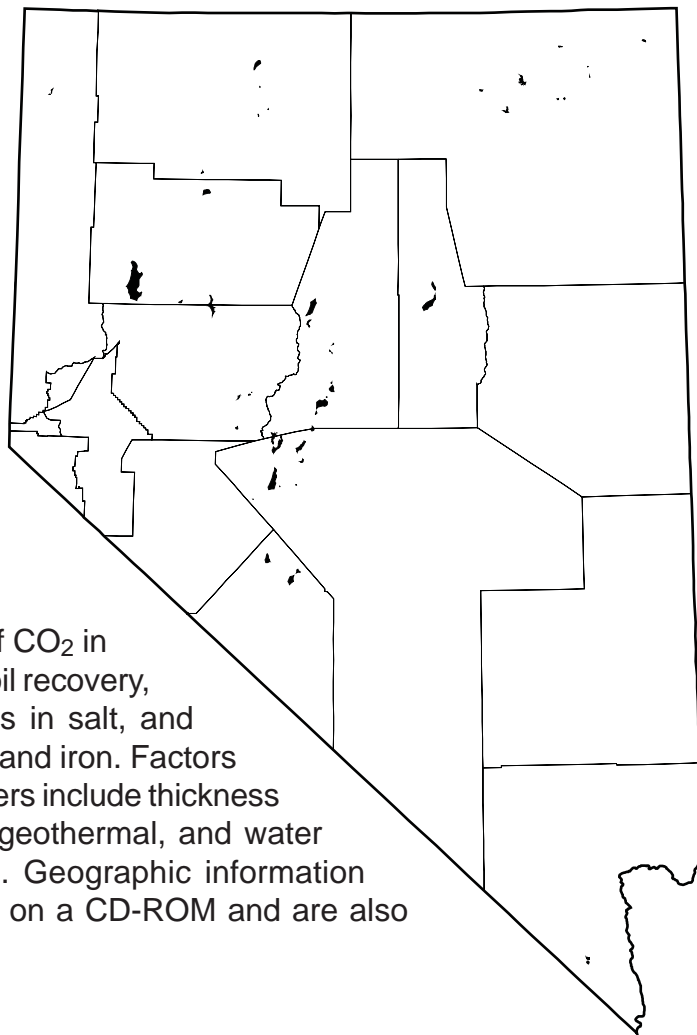 f CO₂ in
oil recovery,
s in salt, and
and iron. Factors
ers include thickness
geothermal, and water
. Geographic information
on a CD-ROM and are also